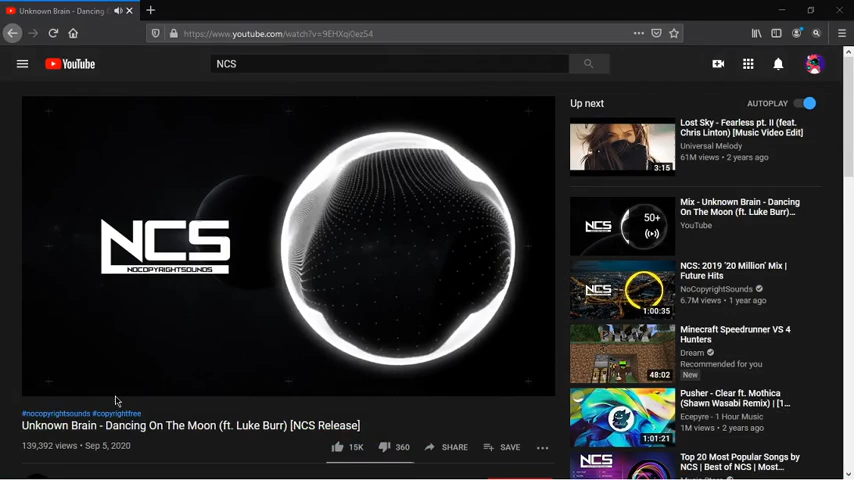 Unknown Brain - Dancing
https://www.youtube.com/watch?v=9EHXqi0ez54
YouTube
NCS
NCS
NOCOPYRIGHTSOUNDS
#nocopyrightsounds #copyrightfree
Unknown Brain - Dancing On The Moon (ft. Luke Burr) [NCS Release]
139,392 views • Sep 5, 2020
15K
360
SHARE
SAVE
Up next
AUTOPLAY
3:15
Lost Sky - Fearless pt. II (feat.
Chris Linton) [Music Video Edit]
Universal Melody
61M views • 2 years ago
NCS
50+
Mix - Unknown Brain - Dancing
On The Moon (ft. Luke Burr)...
YouTube
NCS
1:00:35
NCS: 2019 '20 Million' Mix |
Future Hits
NoCopyrightSounds
6.7M views • 1 year ago
48:02
Minecraft Speedrunner VS 4
Hunters
Dream
Recommended for you
New
1:01:21
Pusher - Clear ft. Mothica
(Shawn Wasabi Remix) | [1...
Ecepyre - 1 Hour Music
1M views • 2 years ago
NCS
Top 20 Most Popular Songs by
NCS | Best of NCS | Most...